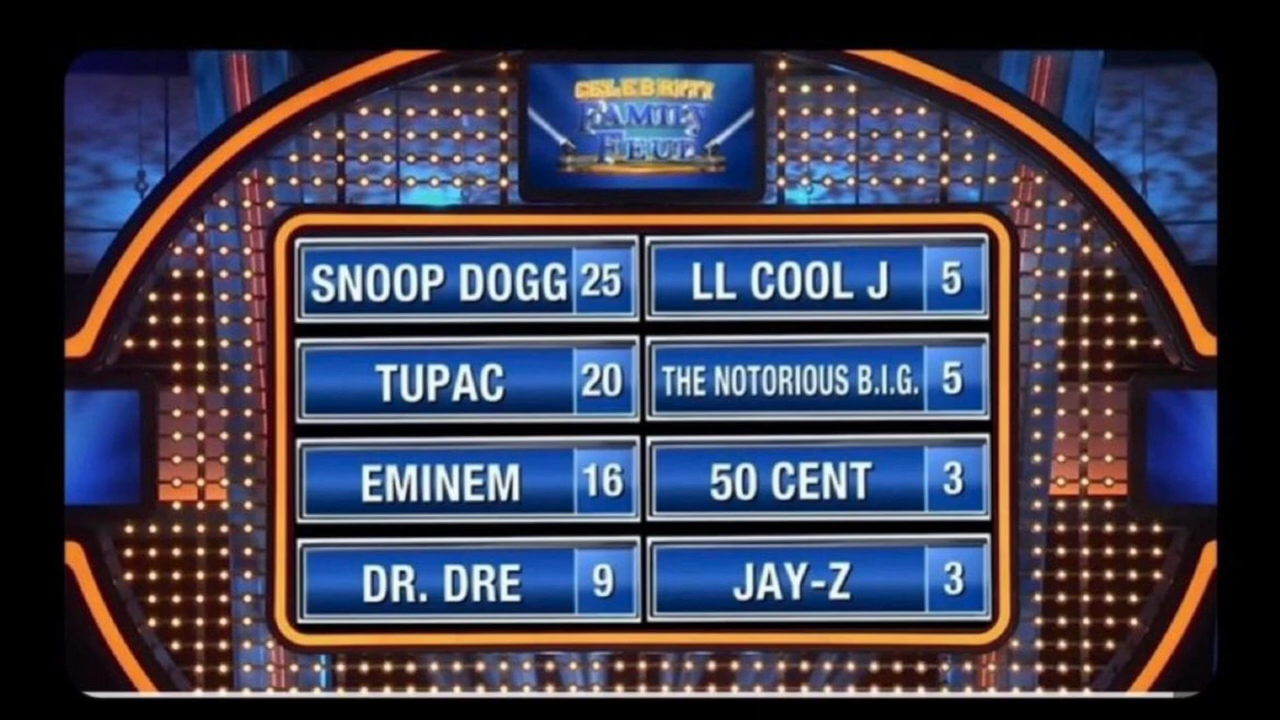 CELEBRITY
FAMILY
FEUD
SNOOP DOGG 25
TUPAC 20
EMINEM 16
DR. DRE 9
LL COOL J 5
THE NOTORIOUS B.I.G. 5
50 CENT 3
JAY-Z 3